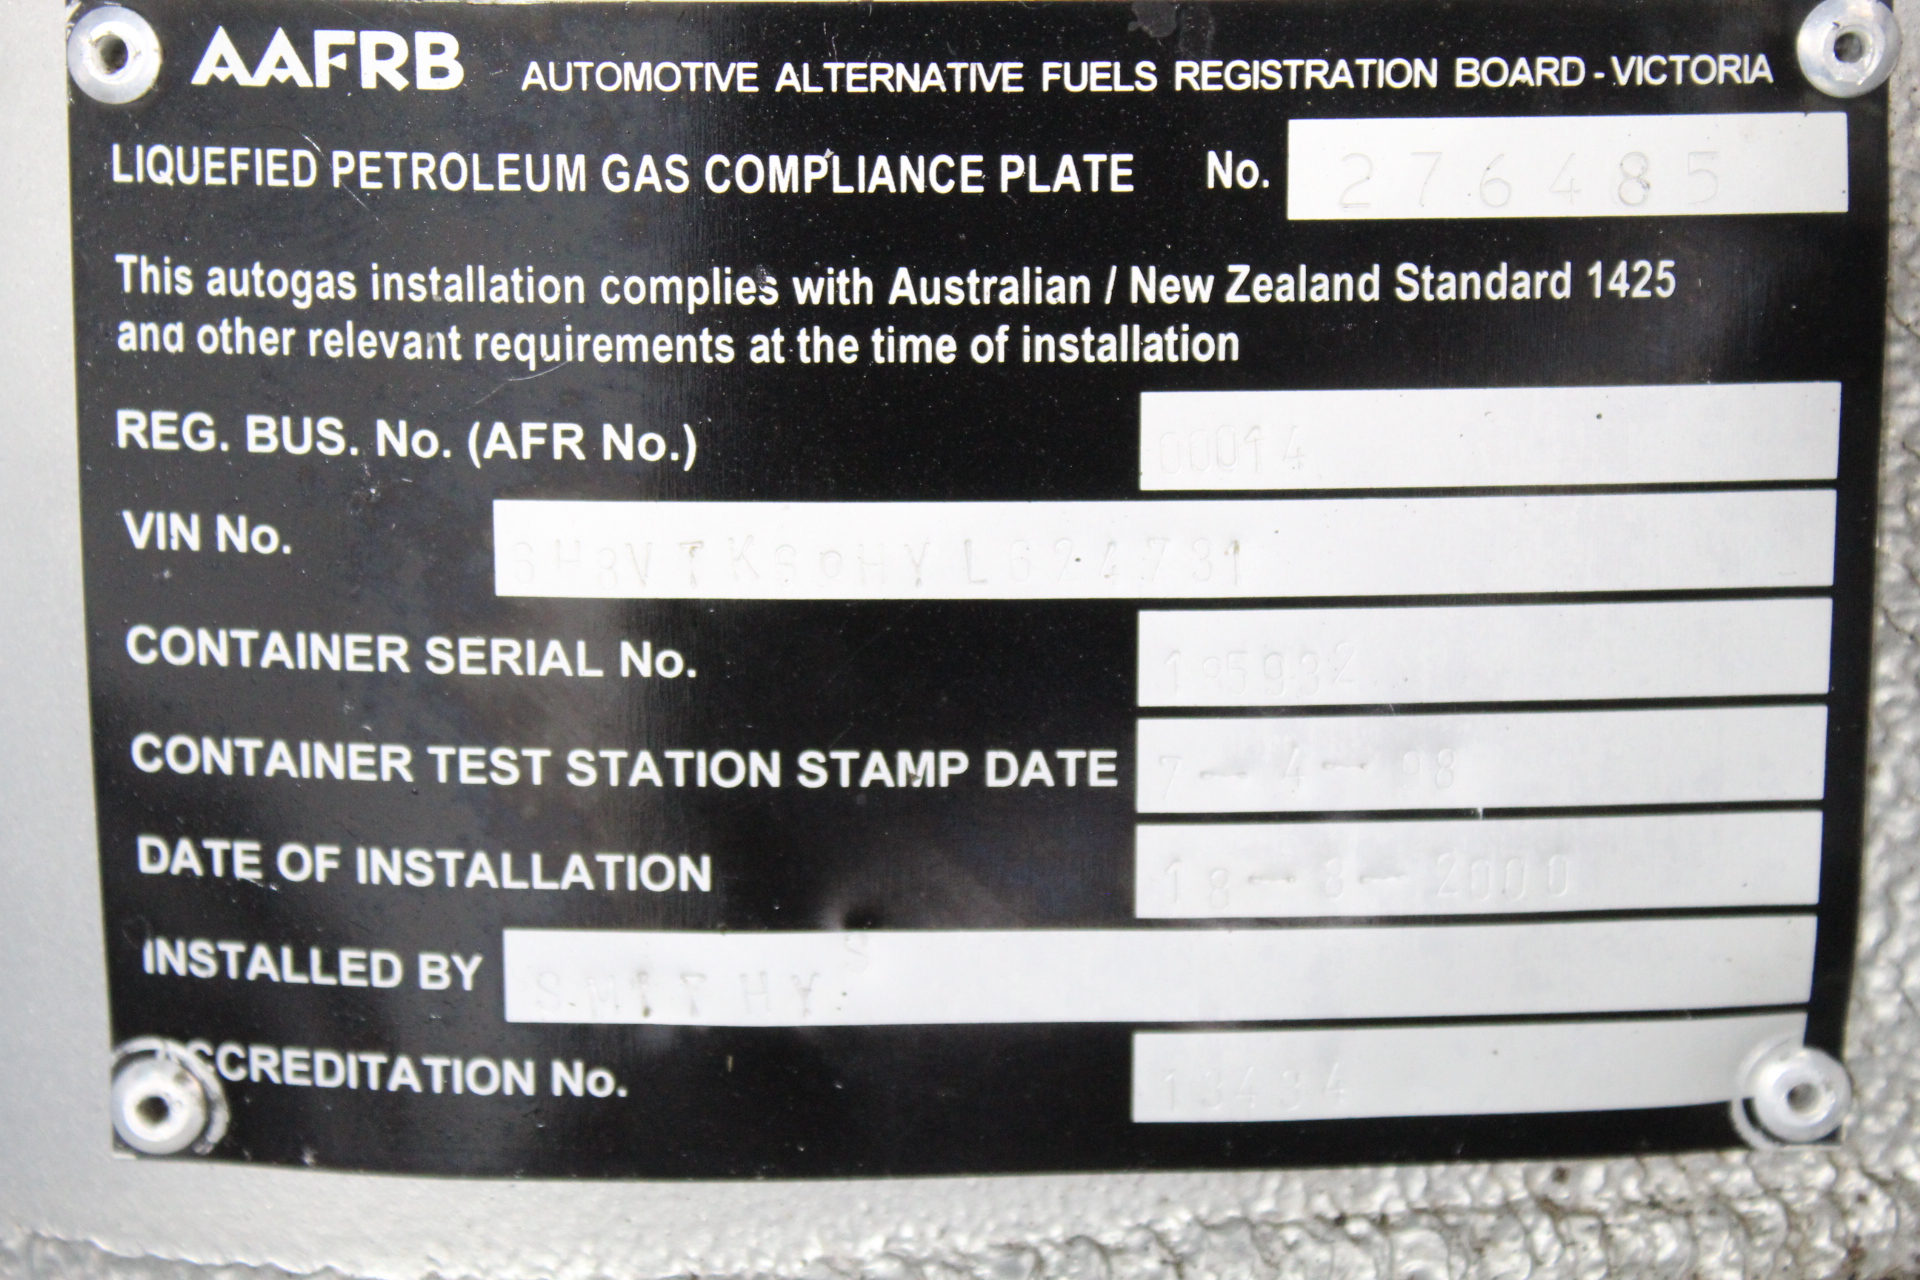 AAFRB AUTOMOTIVE ALTERNATIVE FUELS REGISTRATION BOARD - VICTORIA
LIQUEFIED PETROLEUM GAS COMPLIANCE PLATE No. 276485
This autogas installation complies with Australian / New Zealand Standard 1425
and other relevant requirements at the time of installation
REG. BUS. No. (AFR No.) 00014
VIN No.
CONTAINER SERIAL No.
CONTAINER TEST STATION STAMP DATE
DATE OF INSTALLATION 18-8-2000
INSTALLED BY SMITHYS
ACCREDITATION No. 13434